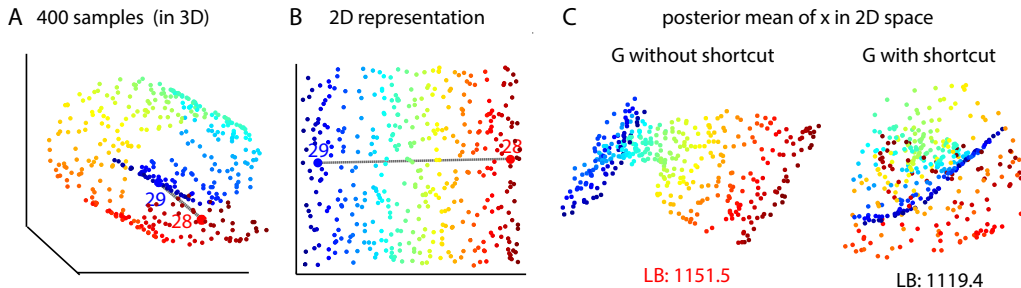 A 400 samples (in 3D)
29
28
B 2D representation
29
28
C posterior mean of x in 2D space
G without shortcut
LB: 1151.5
G with shortcut
LB: 1119.4